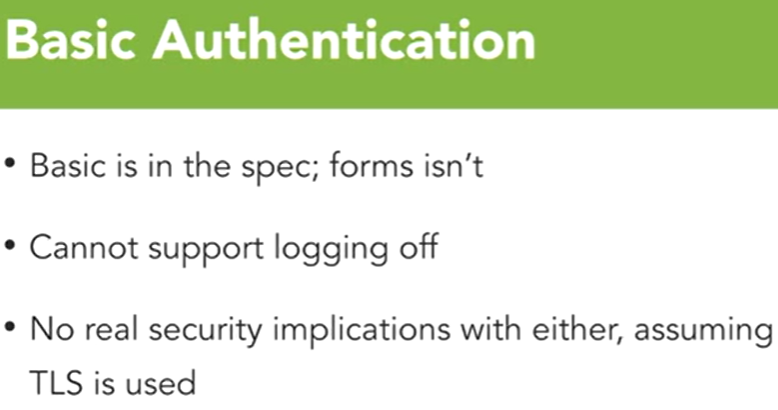 Basic Authentication
• Basic is in the spec; forms isn’t
• Cannot support logging off
• No real security implications with either, assuming
TLS is used